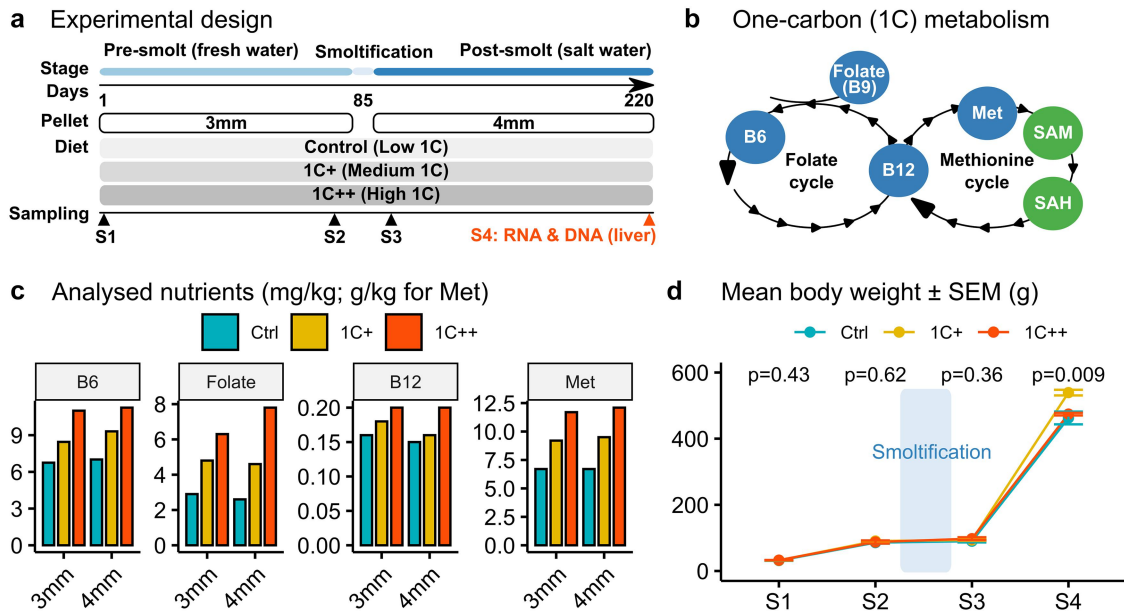 a Experimental design
Pre-smolt (fresh water) Smoltification Post-smolt (salt water)
Stage
Days
1 85 220
Pellet 3mm 4mm
Diet Control (Low 1C)
1C+ (Medium 1C)
1C++ (High 1C)
Sampling
S1 S2 S3 S4: RNA & DNA (liver)
b One-carbon (1C) metabolism
Folate
(B9)
B6
Folate
cycle
B12
Met
Methionine
cycle
SAM
SAH
c Analysed nutrients (mg/kg; g/kg for Met)
Ctrl 1C+ 1C++
B6
9
6
3
0
3mm 4mm
Folate
8
6
4
2
0
3mm 4mm
B12
0.20
0.15
0.10
0.05
0.00
3mm 4mm
Met
12.5
10.0
7.5
5.0
2.5
0.0
3mm 4mm
d Mean body weight ± SEM (g)
Ctrl 1C+ 1C++
p=0.43 p=0.62 p=0.36 p=0.009
Smoltification
600
400
200
0
S1 S2 S3 S4